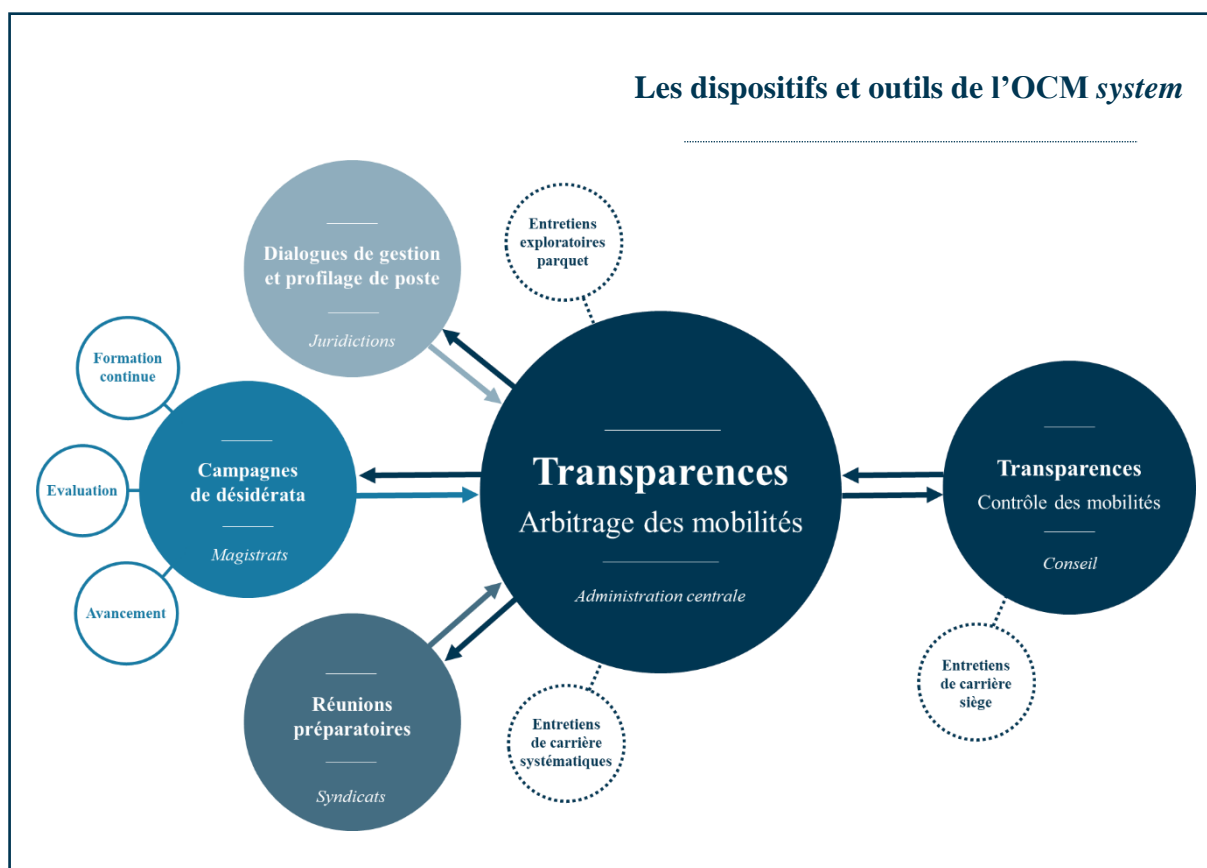 Les dispositifs et outils de l’OCM system
Entretiens
exploratoires
parquet
Dialogues de gestion
et profilage de poste
Juridictions
Formation
continue
Evaluation
Avancement
Campagnes
de désidérata
Magistrats
Transparences
Arbitrage des mobilités
Administration centrale
Transparences
Contrôle des mobilités
Conseil
Réunions
préparatoires
Syndicats
Entretiens
de carrière
systématiques
Entretiens
de carrière
siège